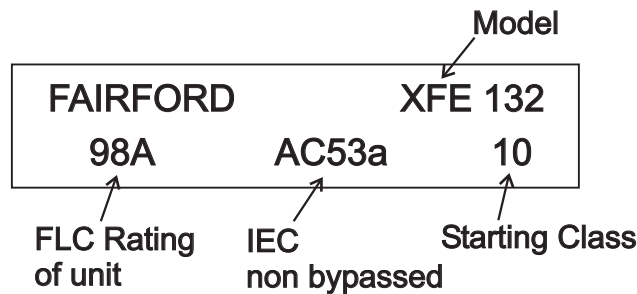 Model
FAIRFORD XFE 132
98A AC53a 10
FLC Rating
of unit
IEC
non bypassed
Starting Class